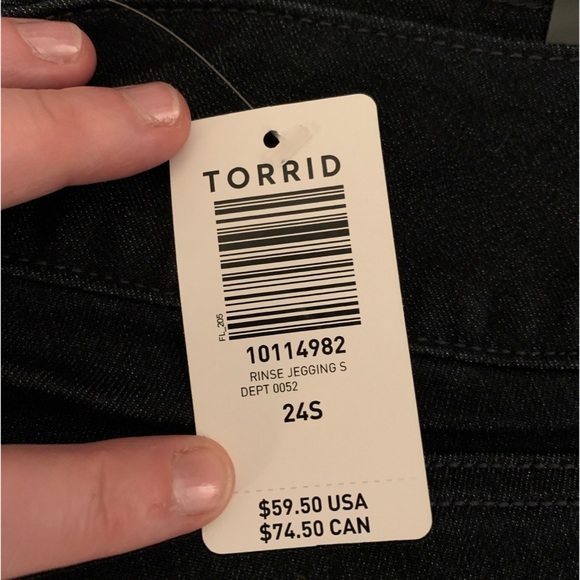 TORRID
FL_205
10114982
RINSE JEGGING S
DEPT 0052
24S
$59.50 USA
$74.50 CAN